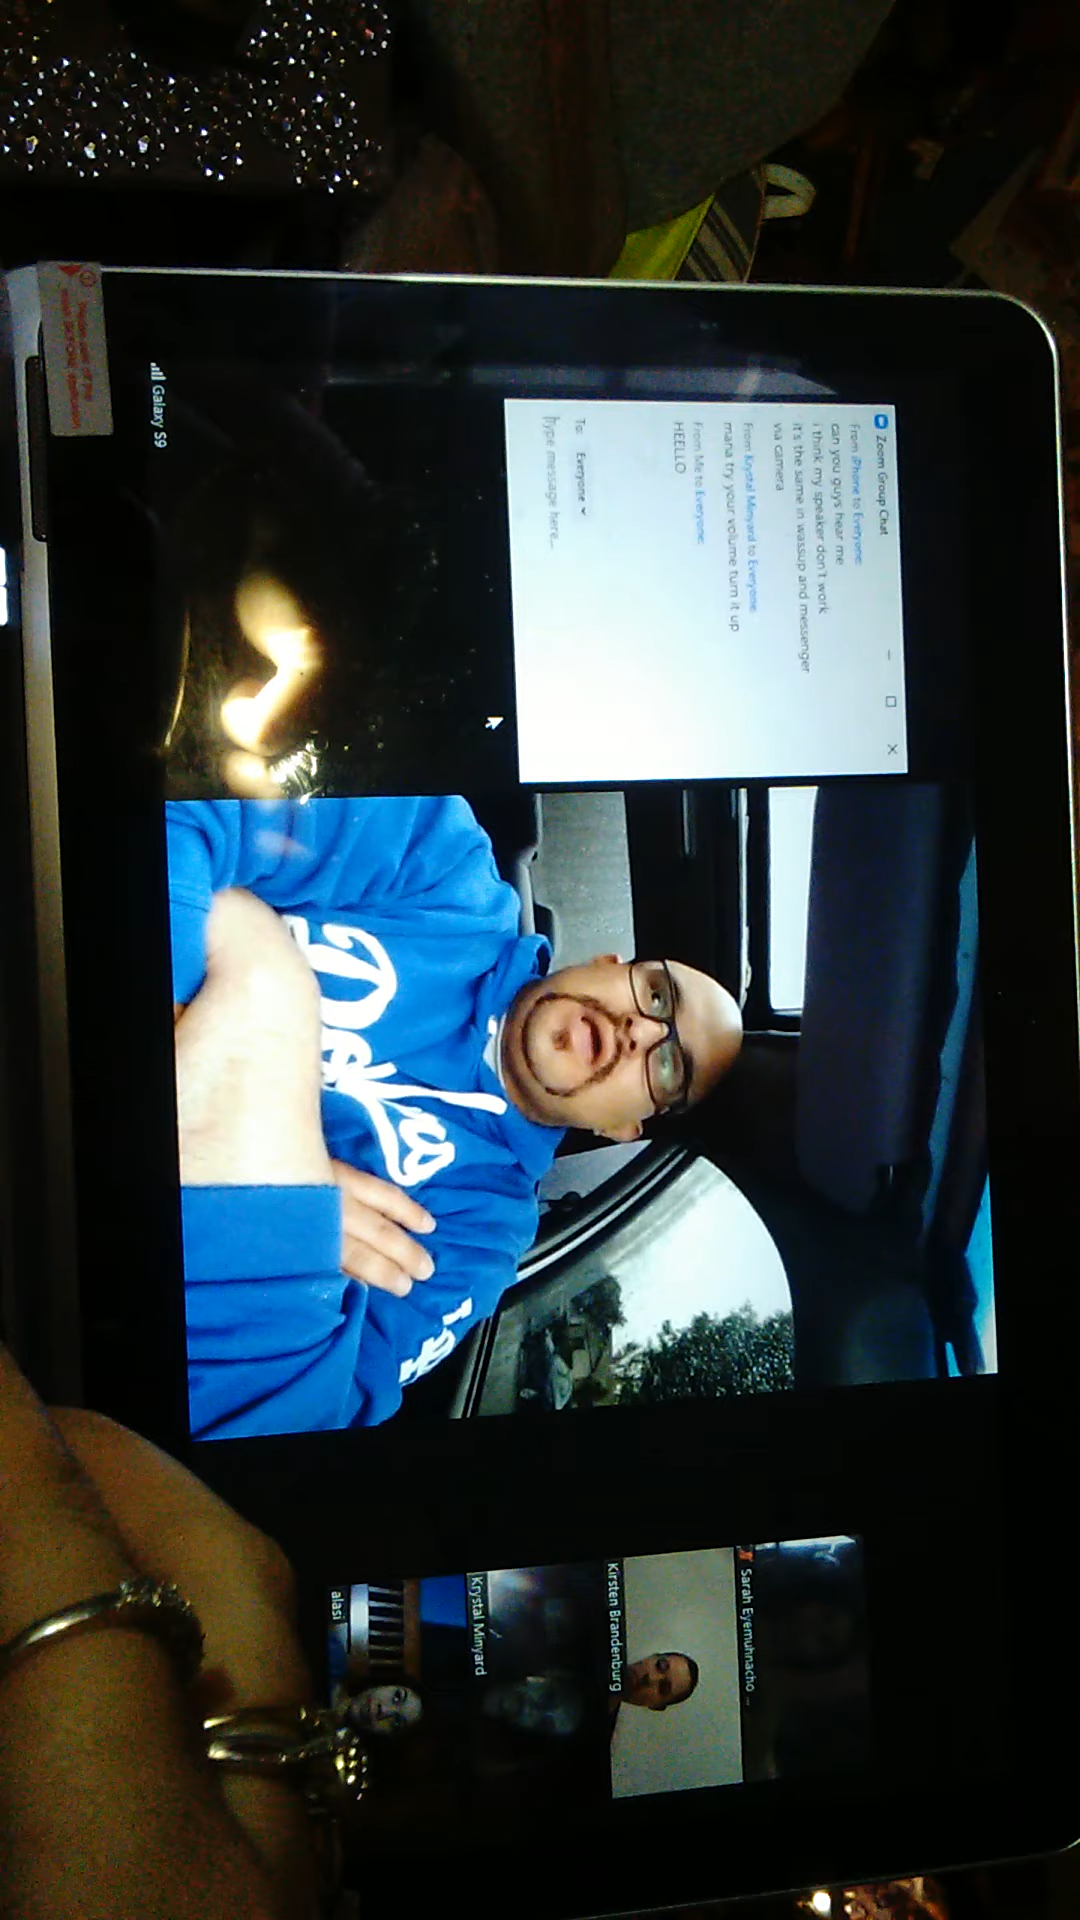 Zoom Group Chat
From iPhone to Everyone:
can you guys hear me
i think my speaker don't work
it's the same in wassup and messenger
via camera
From Krystal Minyard to Everyone:
mana try your volume turn it up
From Me to Everyone:
HEELLO
To: Everyone
Type message here...
Galaxy S9
Sarah Eyemuhnacho ...
Kirsten Brandenburg
Krystal Minyard
alasi